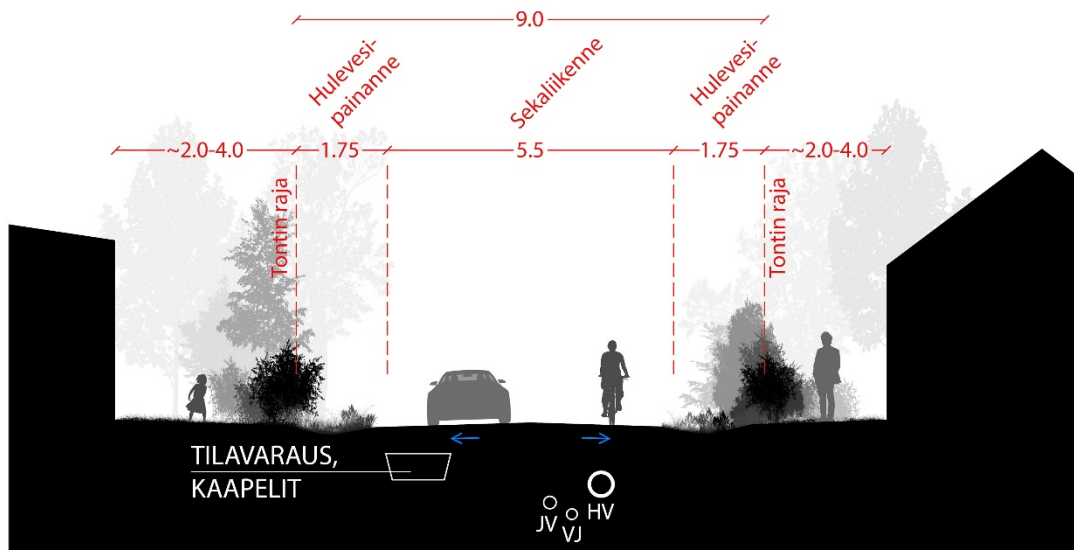 9.0
Hulevesi-
painanne
Sekaliikenne
Hulevesi-
painanne
~2.0-4.0
1.75
5.5
1.75
~2.0-4.0
Tontin raja
Tontin raja
TILAVARAUS,
KAAPELIT
JV
VJ
HV